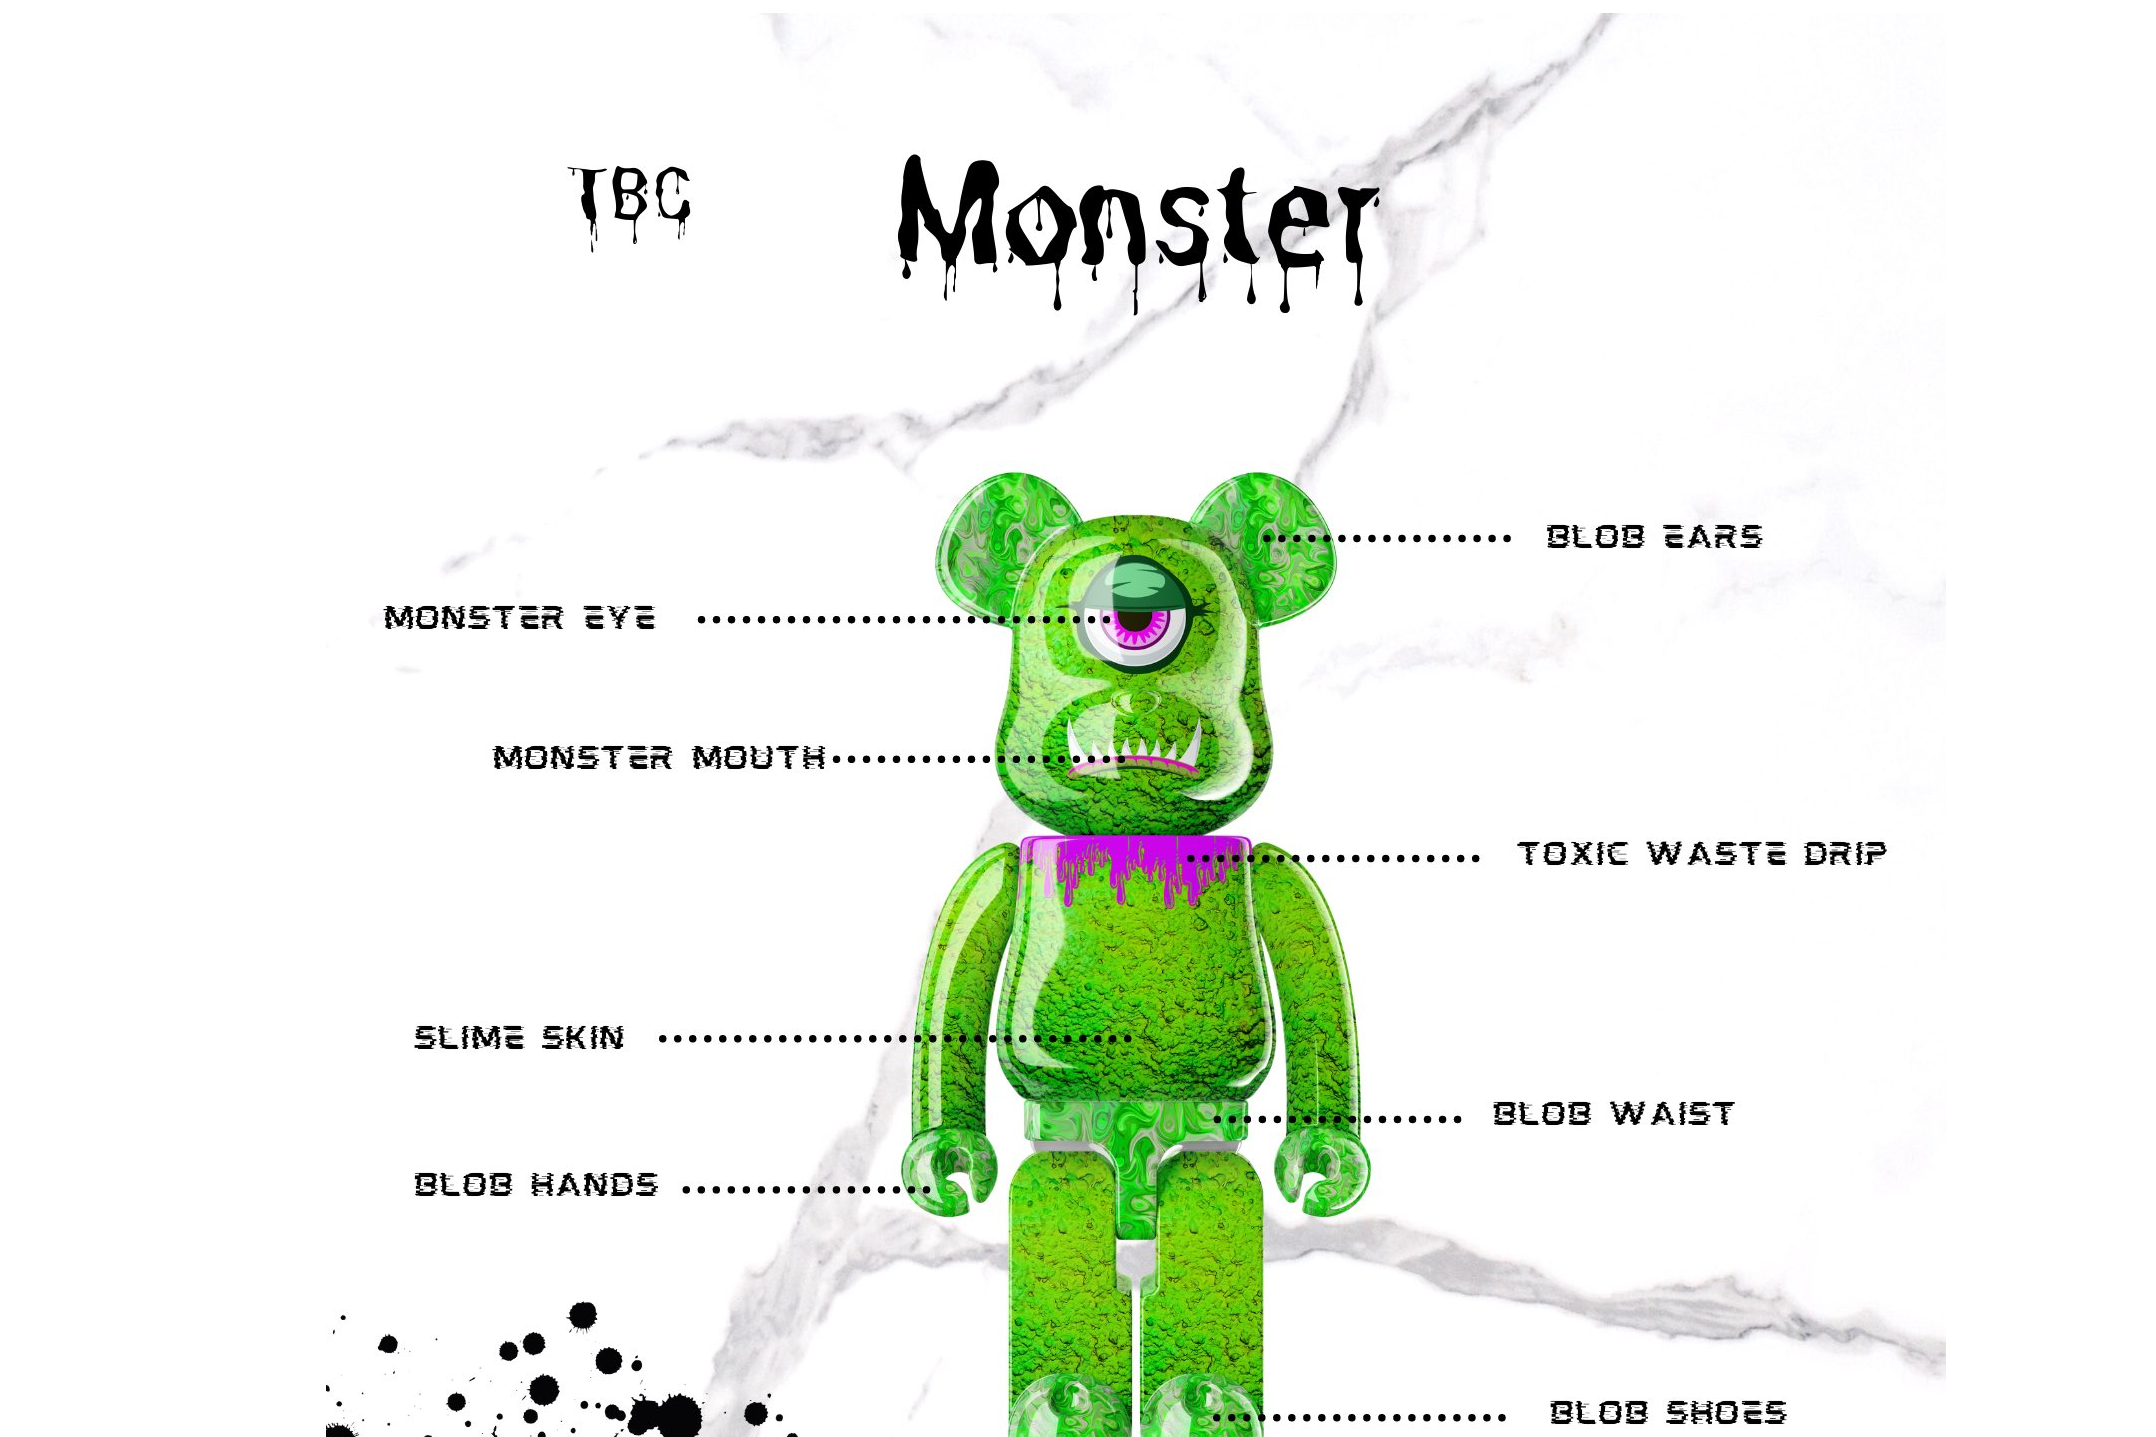 TBC
Monster
BLOB EARS
MONSTER EYE
MONSTER MOUTH
TOXIC WASTE DRIP
SLIME SKIN
BLOB WAIST
BLOB HANDS
BLOB SHOES